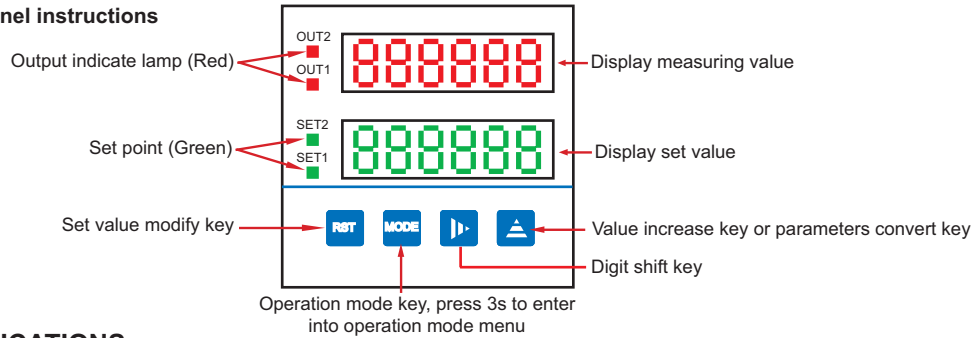 nel instructions
OUT2
Output indicate lamp (Red)
OUT1
888888
Display measuring value
SET2
Set point (Green)
SET1
888888
Display set value
Set value modify key
RST
MODE
Value increase key or parameters convert key
Digit shift key
Operation mode key, press 3s to enter
into operation mode menu